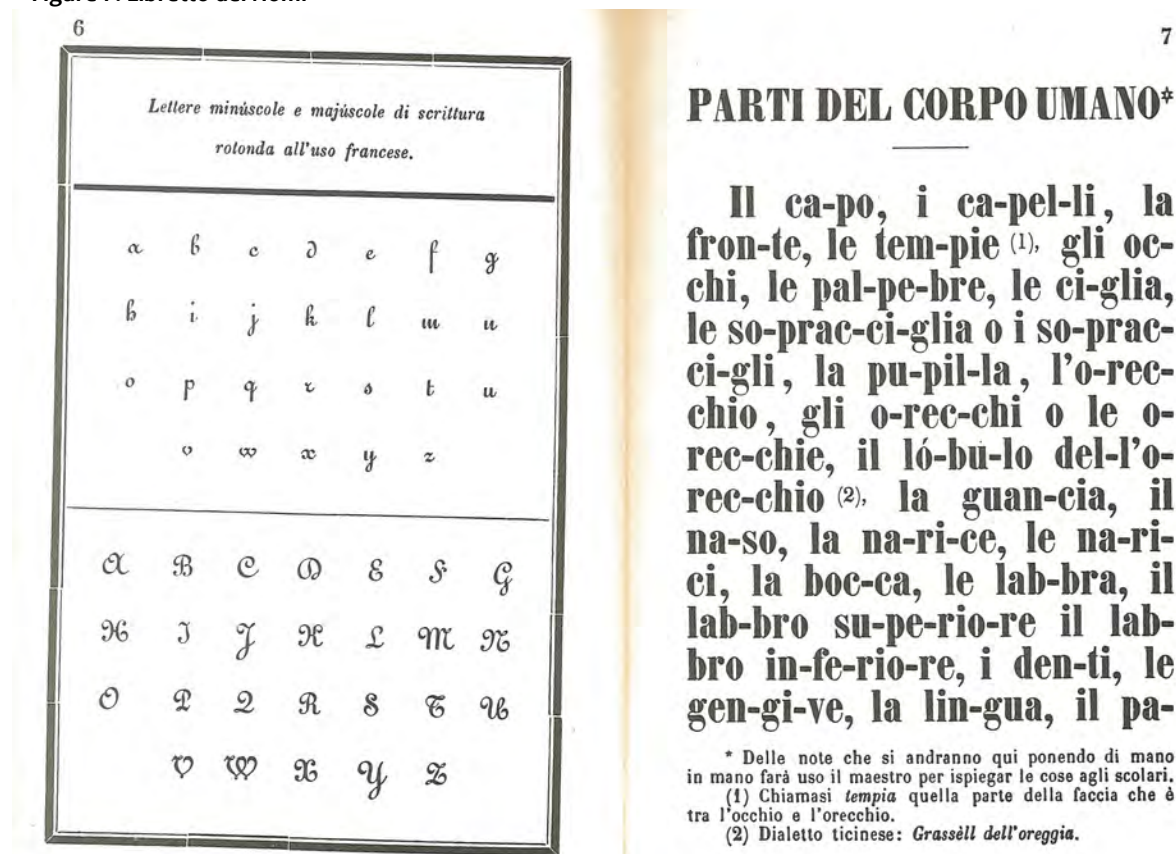 6
Lettere minúscole e majúscole di scrittura
rotonda all'uso francese.
a b c d e f g
h i j k l m n
o p q r s t u
v w x y z
A B C D E F G
H I J K L M N
O P Q R S T U
V W X Y Z
7
PARTI DEL CORPO UMANO*
Il ca-po, i ca-pel-li, la
fron-te, le tem-pie (1), gli oc-
chi, le pal-pe-bre, le ci-glia,
le so-prac-ci-glia o i so-prac-
ci-gli, la pu-pil-la, l'o-rec-
chio, gli o-rec-chi o le o-
rec-chie, il ló-bu-lo del-l'o-
rec-chio (2), la guan-cia, il
na-so, la na-ri-ce, le na-ri-
ci, la boc-ca, le lab-bra, il
lab-bro su-pe-rio-re il lab-
bro in-fe-rio-re, i den-ti, le
gen-gi-ve, la lin-gua, il pa-
* Delle note che si andranno qui ponendo di mano
in mano farà uso il maestro per ispiegar le cose agli scolari.
(1) Chiamasi tempia quella parte della faccia che è
tra l'occhio e l'orecchio.
(2) Dialetto ticinese: Grassèll dell'oreggia.